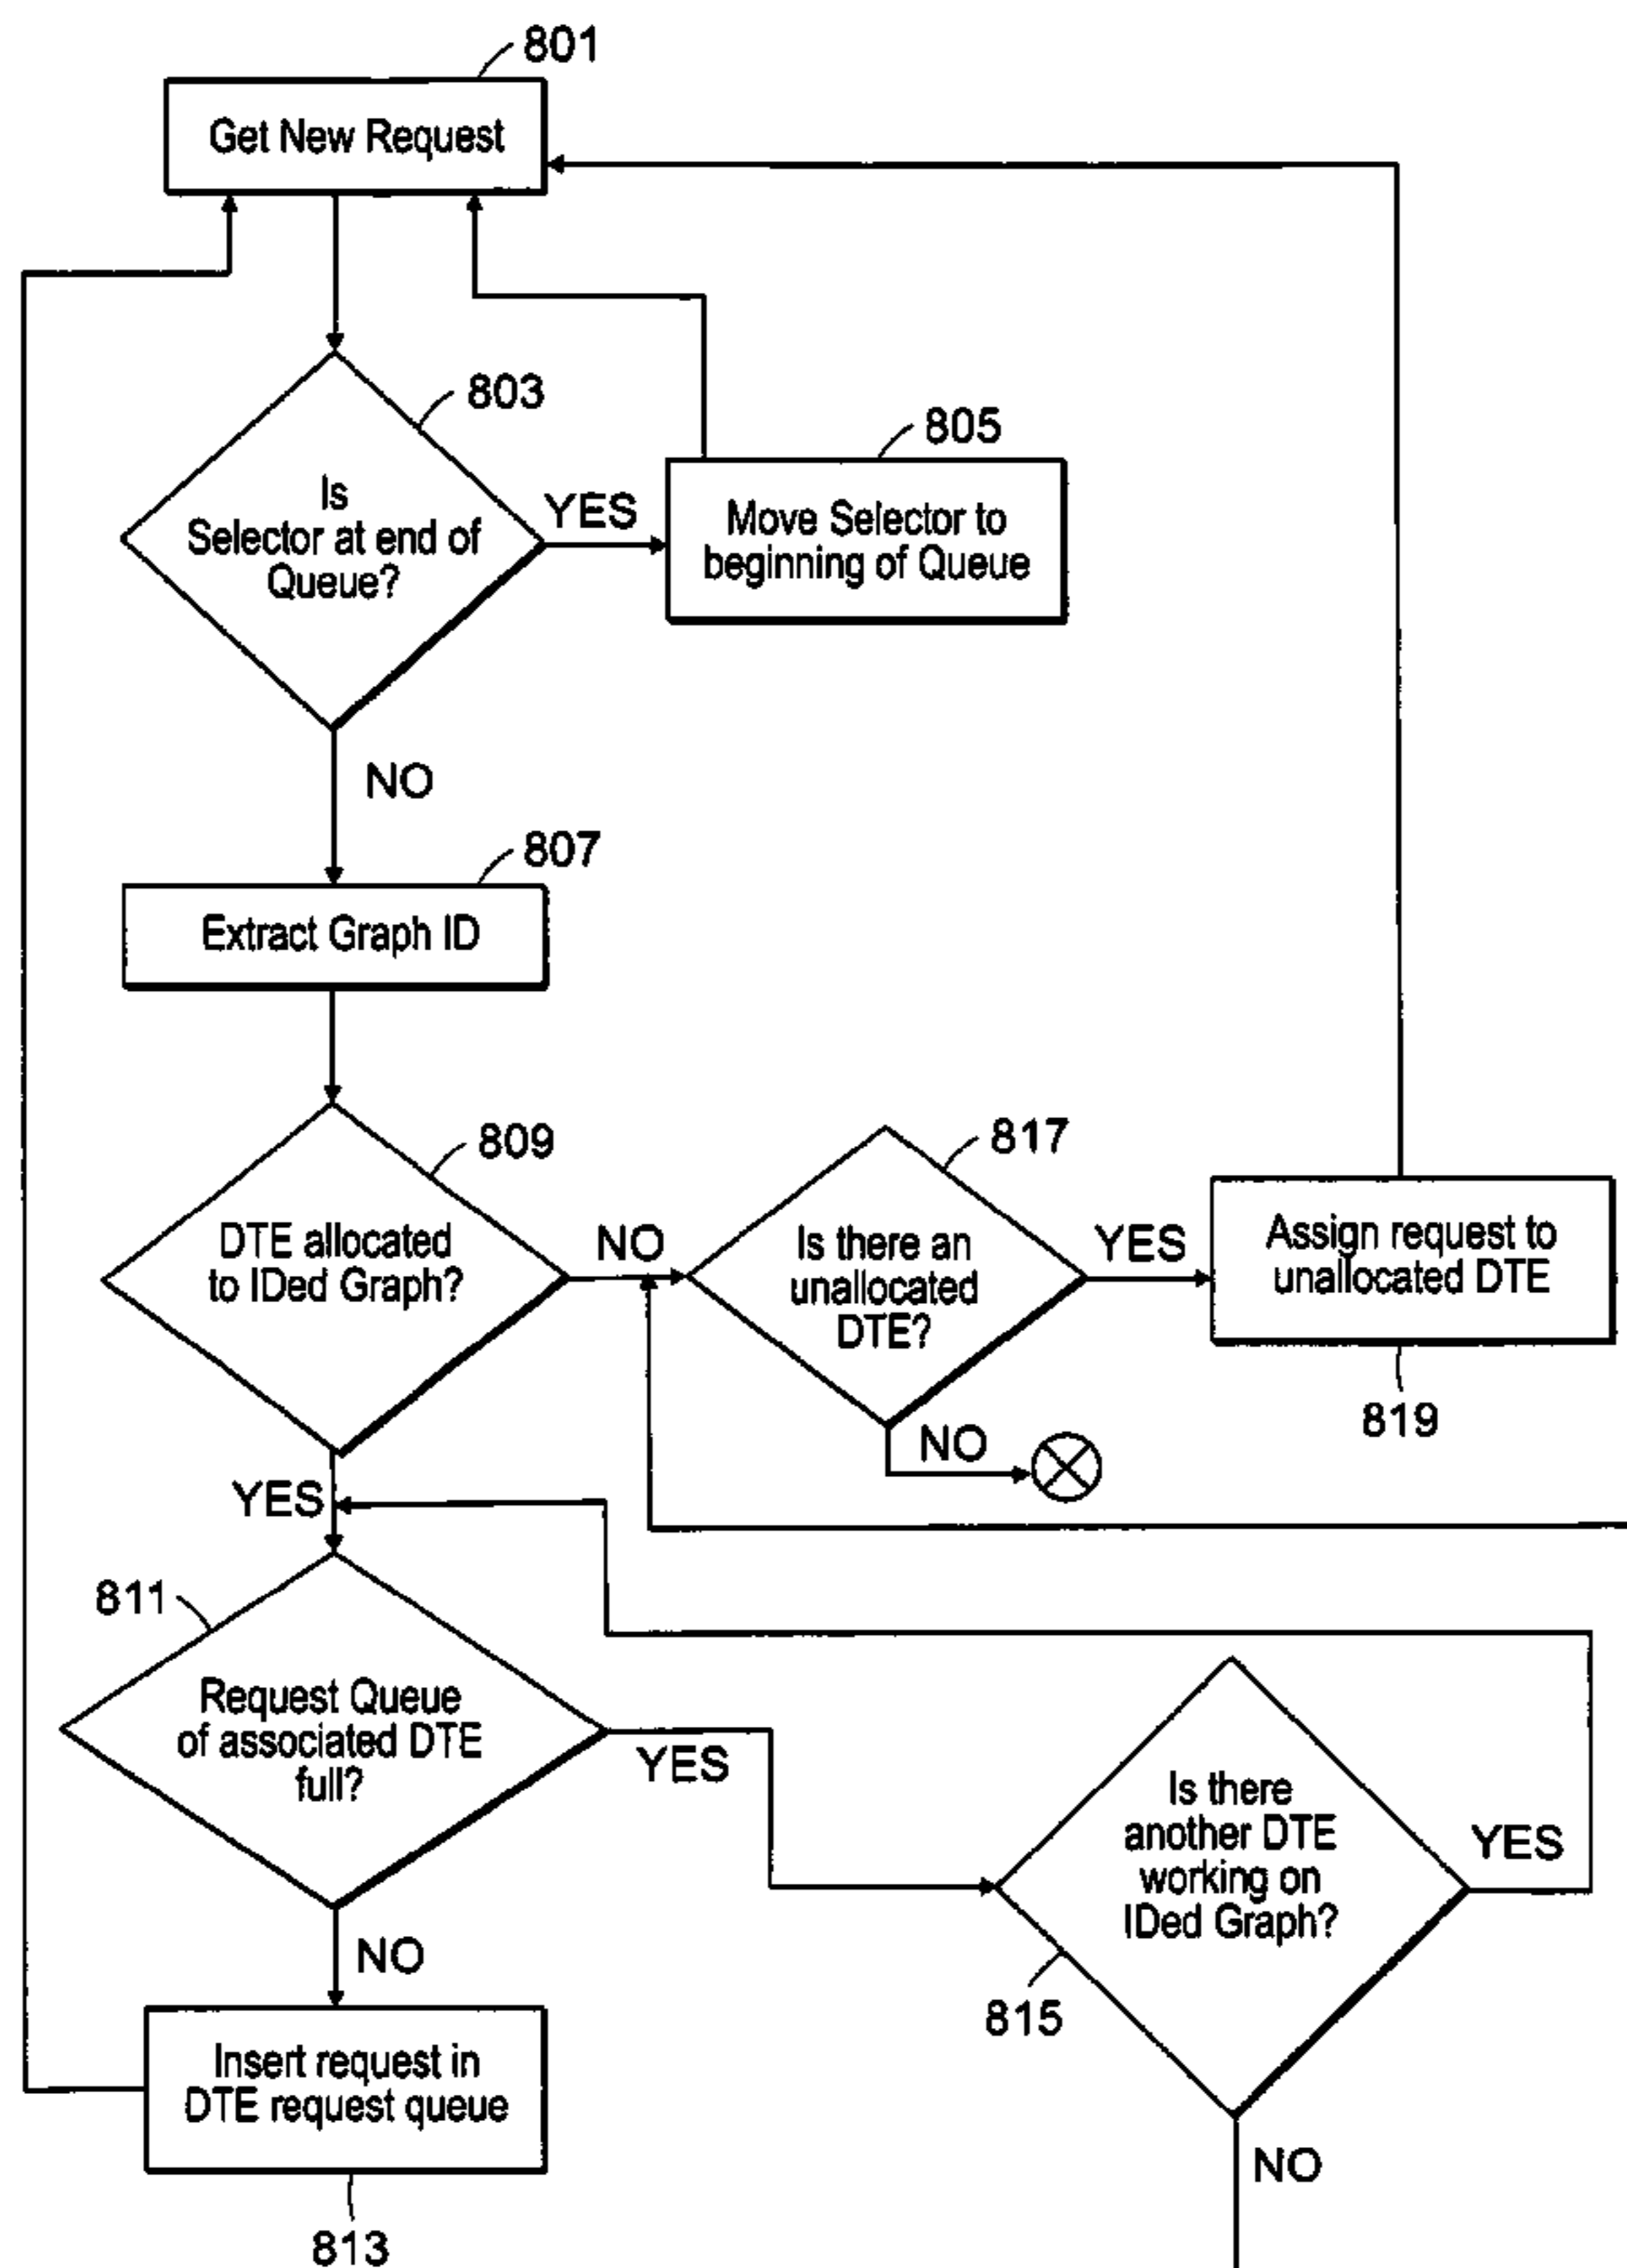 801
Get New Request
803
Is
Selector at end of
Queue?
YES
805
Move Selector to
beginning of Queue
NO
807
Extract Graph ID
809
DTE allocated
to IDed Graph?
NO
817
Is there an
unallocated
DTE?
YES
Assign request to
unallocated DTE
819
NO
YES
811
Request Queue
of associated DTE
full?
YES
Is there
another DTE
working on
IDed Graph?
YES
815
NO
NO
Insert request in
DTE request queue
813